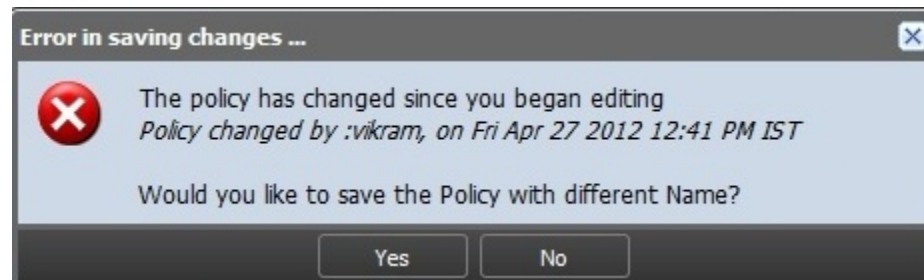 Error in saving changes ...
The policy has changed since you began editing
Policy changed by :vikram, on Fri Apr 27 2012 12:41 PM IST
Would you like to save the Policy with different Name?
Yes
No